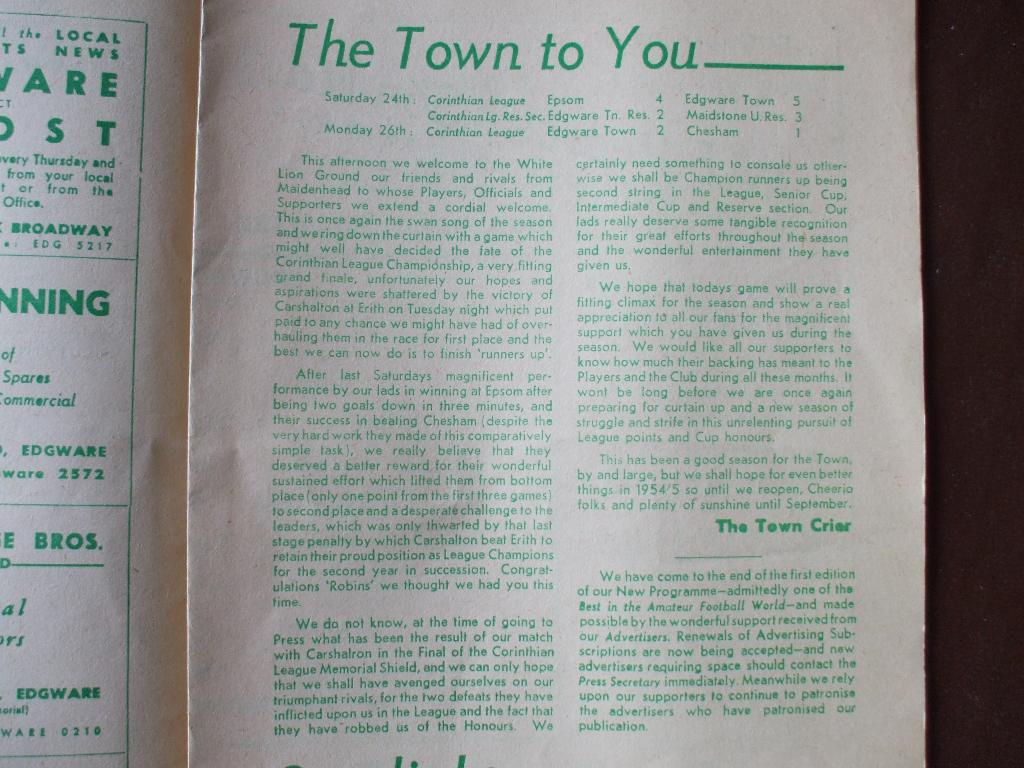 l the LOCAL
TS NEWS
WARE
CT
OST
very Thursday and
from your local
t or from the
Office.
BROADWAY
e: EDG 5217
NNING
of
Spares
Commercial
, EDGWARE
ware 2572
E BROS.
D
al
ors
, EDGWARE
orial)
WARE 0210
The Town to You
Saturday 24th: Corinthian League Epsom 4 Edgware Town 5
Corinthian Lg. Res. Sec. Edgware Tn. Res. 2 Maidstone U. Res. 3
Monday 26th: Corinthian League Edgware Town 2 Chesham 1
This afternoon we welcome to the White
Lion Ground our friends and rivals from
Maidenhead to whose Players, Officials and
Supporters we extend a cordial welcome.
This is once again the swan song of the season
and we ring down the curtain with a game which
might well have decided the fate of the
Corinthian League Championship, a very fitting
grand finale, unfortunately our hopes and
aspirations were shattered by the victory of
Carshalton at Erith on Tuesday night which put
paid to any chance we might have had of over-
hauling them in the race for first place and the
best we can now do is to finish 'runners up'.
After last Saturdays magnificent per-
formance by our lads in winning at Epsom after
being two goals down in three minutes, and
their success in beating Chesham (despite the
very hard work they made of this comparatively
simple task), we really believe that they
deserved a better reward for their wonderful
sustained effort which lifted them from bottom
place (only one point from the first three games)
to second place and a desperate challenge to the
leaders, which was only thwarted by that last
stage penalty by which Carshalton beat Erith to
retain their proud position as League Champions
for the second year in succession. Congrat-
ulations 'Robins' we thought we had you this
time.
We do not know, at the time of going to
Press what has been the result of our match
with Carshalron in the Final of the Corinthian
League Memorial Shield, and we can only hope
that we shall have avenged ourselves on our
triumphant rivals, for the two defeats they have
inflicted upon us in the League and the fact that
they have robbed us of the Honours. We
certainly need something to console us other-
wise we shall be Champion runners up being
second string in the League, Senior Cup,
Intermediate Cup and Reserve section. Our
lads really deserve some tangible recognition
for their great efforts throughout the season
and the wonderful entertainment they have
given us.
We hope that todays game will prove a
fitting climax for the season and show a real
appreciation to all our fans for the magnificent
support which you have given us during the
season. We would like all our supporters to
know how much their backing has meant to the
Players and the Club during all these months. It
wont be long before we are once again
preparing for curtain up and a new season of
struggle and strife in this unrelenting pursuit of
League points and Cup honours.
This has been a good season for the Town,
by and large, but we shall hope for even better
things in 1954/5 so until we reopen, Cheerio
folks and plenty of sunshine until September.
The Town Crier
We have come to the end of the first edition
of our New Programme—admittedly one of the
Best in the Amateur Football World—and made
possible by the wonderful support received from
our Advertisers. Renewals of Advertising Sub-
scriptions are now being accepted—and new
advertisers requiring space should contact the
Press Secretary immediately. Meanwhile we rely
upon our supporters to continue to patronise
the advertisers who have patronised our
publication.